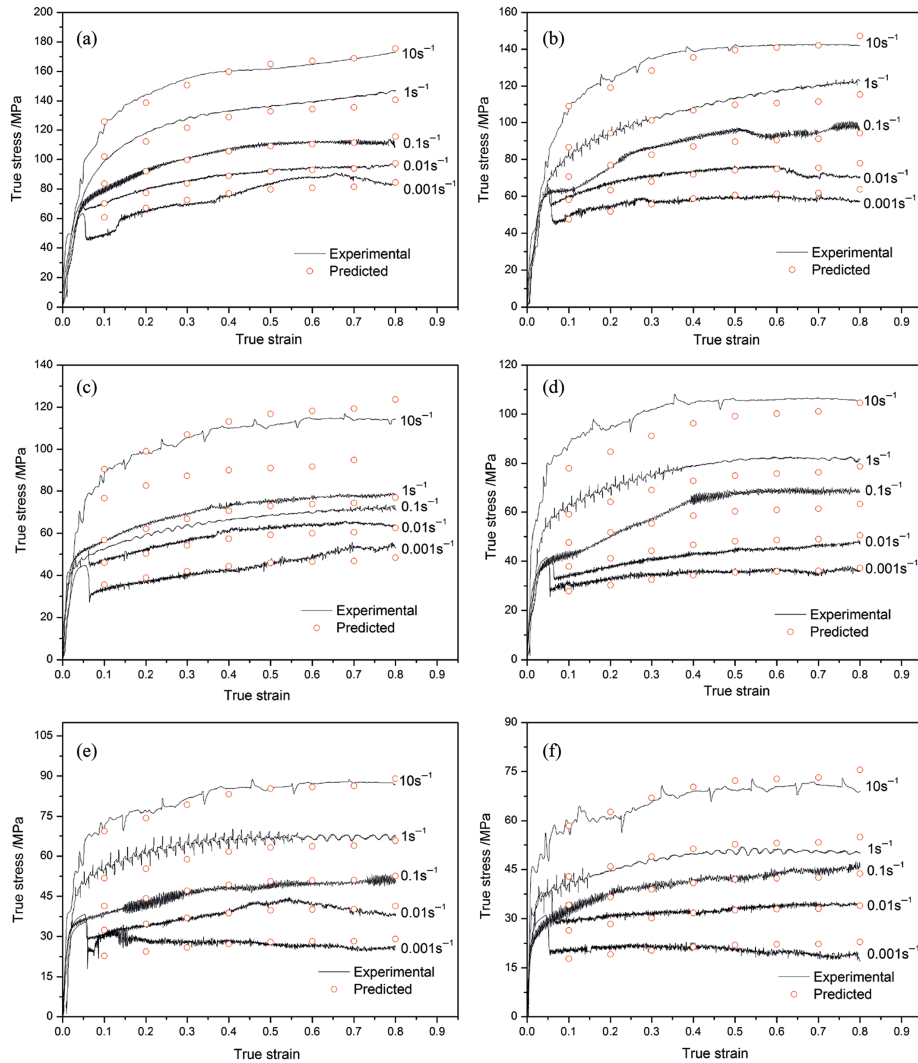 (a)
200
180
160
140
120
100
80
60
40
20
0
True stress /MPa
10s⁻¹
1s⁻¹
0.1s⁻¹
0.01s⁻¹
0.001s⁻¹
Experimental
Predicted
0.0 0.1 0.2 0.3 0.4 0.5 0.6 0.7 0.8 0.9
True strain
(b)
160
140
120
100
80
60
40
20
0
True stress /MPa
10s⁻¹
1s⁻¹
0.1s⁻¹
0.01s⁻¹
0.001s⁻¹
Experimental
Predicted
0.0 0.1 0.2 0.3 0.4 0.5 0.6 0.7 0.8 0.9
True strain
(c)
140
120
100
80
60
40
20
0
True stress /MPa
10s⁻¹
1s⁻¹
0.1s⁻¹
0.01s⁻¹
0.001s⁻¹
Experimental
Predicted
0.0 0.1 0.2 0.3 0.4 0.5 0.6 0.7 0.8 0.9
True strain
(d)
120
100
80
60
40
20
0
True stress /MPa
10s⁻¹
1s⁻¹
0.1s⁻¹
0.01s⁻¹
0.001s⁻¹
Experimental
Predicted
0.0 0.1 0.2 0.3 0.4 0.5 0.6 0.7 0.8 0.9
True strain
(e)
105
90
75
60
45
30
15
0
True stress /MPa
10s⁻¹
1s⁻¹
0.1s⁻¹
0.01s⁻¹
0.001s⁻¹
Experimental
Predicted
0.0 0.1 0.2 0.3 0.4 0.5 0.6 0.7 0.8 0.9
True strain
(f)
90
75
60
45
30
15
0
True stress /MPa
10s⁻¹
1s⁻¹
0.1s⁻¹
0.01s⁻¹
0.001s⁻¹
Experimental
Predicted
0.0 0.1 0.2 0.3 0.4 0.5 0.6 0.7 0.8 0.9
True strain